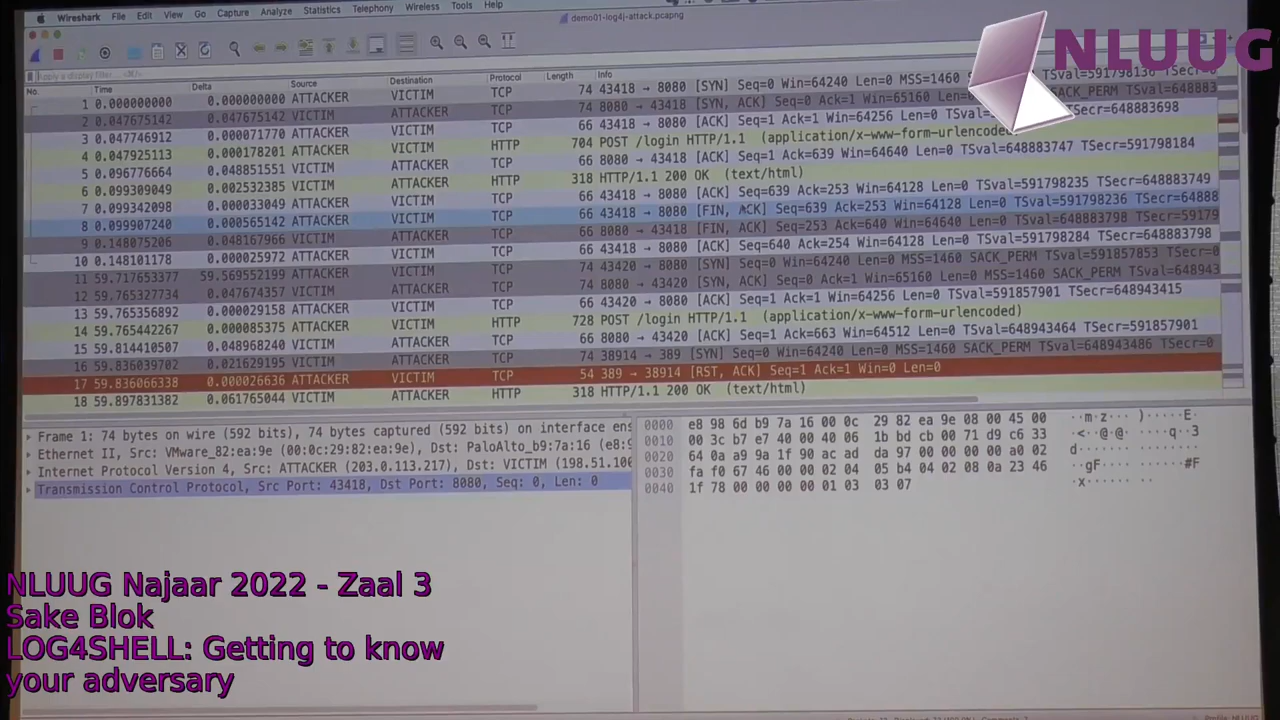 Wireshark File Edit View Go Capture Analyze Statistics Telephony Wireless Tools Help
demo01-log4j-attack.pcapng
NLUUG
Apply a display filter ... <⌘/>
No. Time Delta Source Destination Protocol Length Info
1 0.000000000 0.000000000 ATTACKER VICTIM TCP 74 43418 → 8080 [SYN] Seq=0 Win=64240 Len=0 MSS=1460
2 0.047675142 0.047675142 VICTIM ATTACKER TCP 74 8080 → 43418 [SYN, ACK] Seq=0 Ack=1 Win=65160 Len=0
3 0.047746912 0.000071770 ATTACKER VICTIM TCP 66 43418 → 8080 [ACK] Seq=1 Ack=1 Win=64256 Len=0
4 0.047925113 0.000178201 ATTACKER VICTIM HTTP 704 POST /login HTTP/1.1 (application/x-www-form-urlencoded)
5 0.096776664 0.048851551 VICTIM ATTACKER TCP 66 8080 → 43418 [ACK] Seq=1 Ack=639 Win=64640 Len=0 TSval=648883747 TSecr=591798184
6 0.099309049 0.002532385 VICTIM ATTACKER HTTP 318 HTTP/1.1 200 OK (text/html)
7 0.099342098 0.000033049 ATTACKER VICTIM TCP 66 43418 → 8080 [ACK] Seq=639 Ack=253 Win=64128 Len=0 TSval=591798235 TSecr=648883749
8 0.099907240 0.000565142 ATTACKER VICTIM TCP 66 43418 → 8080 [FIN, ACK] Seq=639 Ack=253 Win=64128 Len=0 TSval=591798236 TSecr=64888
9 0.148075206 0.048167966 VICTIM ATTACKER TCP 66 8080 → 43418 [FIN, ACK] Seq=253 Ack=640 Win=64640 Len=0 TSval=648883798 TSecr=59179
10 0.148101178 0.000025972 ATTACKER VICTIM TCP 66 43418 → 8080 [ACK] Seq=640 Ack=254 Win=64128 Len=0 TSval=591798284 TSecr=648883798
11 59.717653377 59.569552199 ATTACKER VICTIM TCP 74 43420 → 8080 [SYN] Seq=0 Win=64240 Len=0 MSS=1460 SACK_PERM TSval=591857853 TSecr=0
12 59.765327734 0.047674357 VICTIM ATTACKER TCP 74 8080 → 43420 [SYN, ACK] Seq=0 Ack=1 Win=65160 Len=0 MSS=1460 SACK_PERM TSval=648943
13 59.765356892 0.000029158 ATTACKER VICTIM TCP 66 43420 → 8080 [ACK] Seq=1 Ack=1 Win=64256 Len=0 TSval=591857901 TSecr=648943415
14 59.765442267 0.000085375 ATTACKER VICTIM HTTP 728 POST /login HTTP/1.1 (application/x-www-form-urlencoded)
15 59.814410507 0.048968240 VICTIM ATTACKER TCP 66 8080 → 43420 [ACK] Seq=1 Ack=663 Win=64512 Len=0 TSval=648943464 TSecr=591857901
16 59.836039702 0.021629195 VICTIM ATTACKER TCP 74 38914 → 389 [SYN] Seq=0 Win=64240 Len=0 MSS=1460 SACK_PERM TSval=648943486 TSecr=0
17 59.836066338 0.000026636 ATTACKER VICTIM TCP 54 389 → 38914 [RST, ACK] Seq=1 Ack=1 Win=0 Len=0
18 59.897831382 0.061765044 VICTIM ATTACKER HTTP 318 HTTP/1.1 200 OK (text/html)
Frame 1: 74 bytes on wire (592 bits), 74 bytes captured (592 bits) on interface ens
Ethernet II, Src: VMware_82:ea:9e (00:0c:29:82:ea:9e), Dst: PaloAlto_b9:7a:16 (e8:9
Internet Protocol Version 4, Src: ATTACKER (203.0.113.217), Dst: VICTIM (198.51.100
Transmission Control Protocol, Src Port: 43418, Dst Port: 8080, Seq: 0, Len: 0
0000 e8 98 6d b9 7a 16 00 0c 29 82 ea 9e 08 00 45 00 ··m·z··· )·····E·
0010 00 3c b7 e7 40 00 40 06 1b bd cb 00 71 d9 c6 33 ·<··@·@· ····q··3
0020 64 0a a9 9a 1f 90 ac ad da 97 00 00 00 00 a0 02 d······· ········
0030 fa f0 67 46 00 00 02 04 05 b4 04 02 08 0a 23 46 ··gF···· ······#F
0040 1f 78 00 00 00 00 01 03 03 07 ·x······ ··
NLUUG Najaar 2022 - Zaal 3
Sake Blok
LOG4SHELL: Getting to know
your adversary